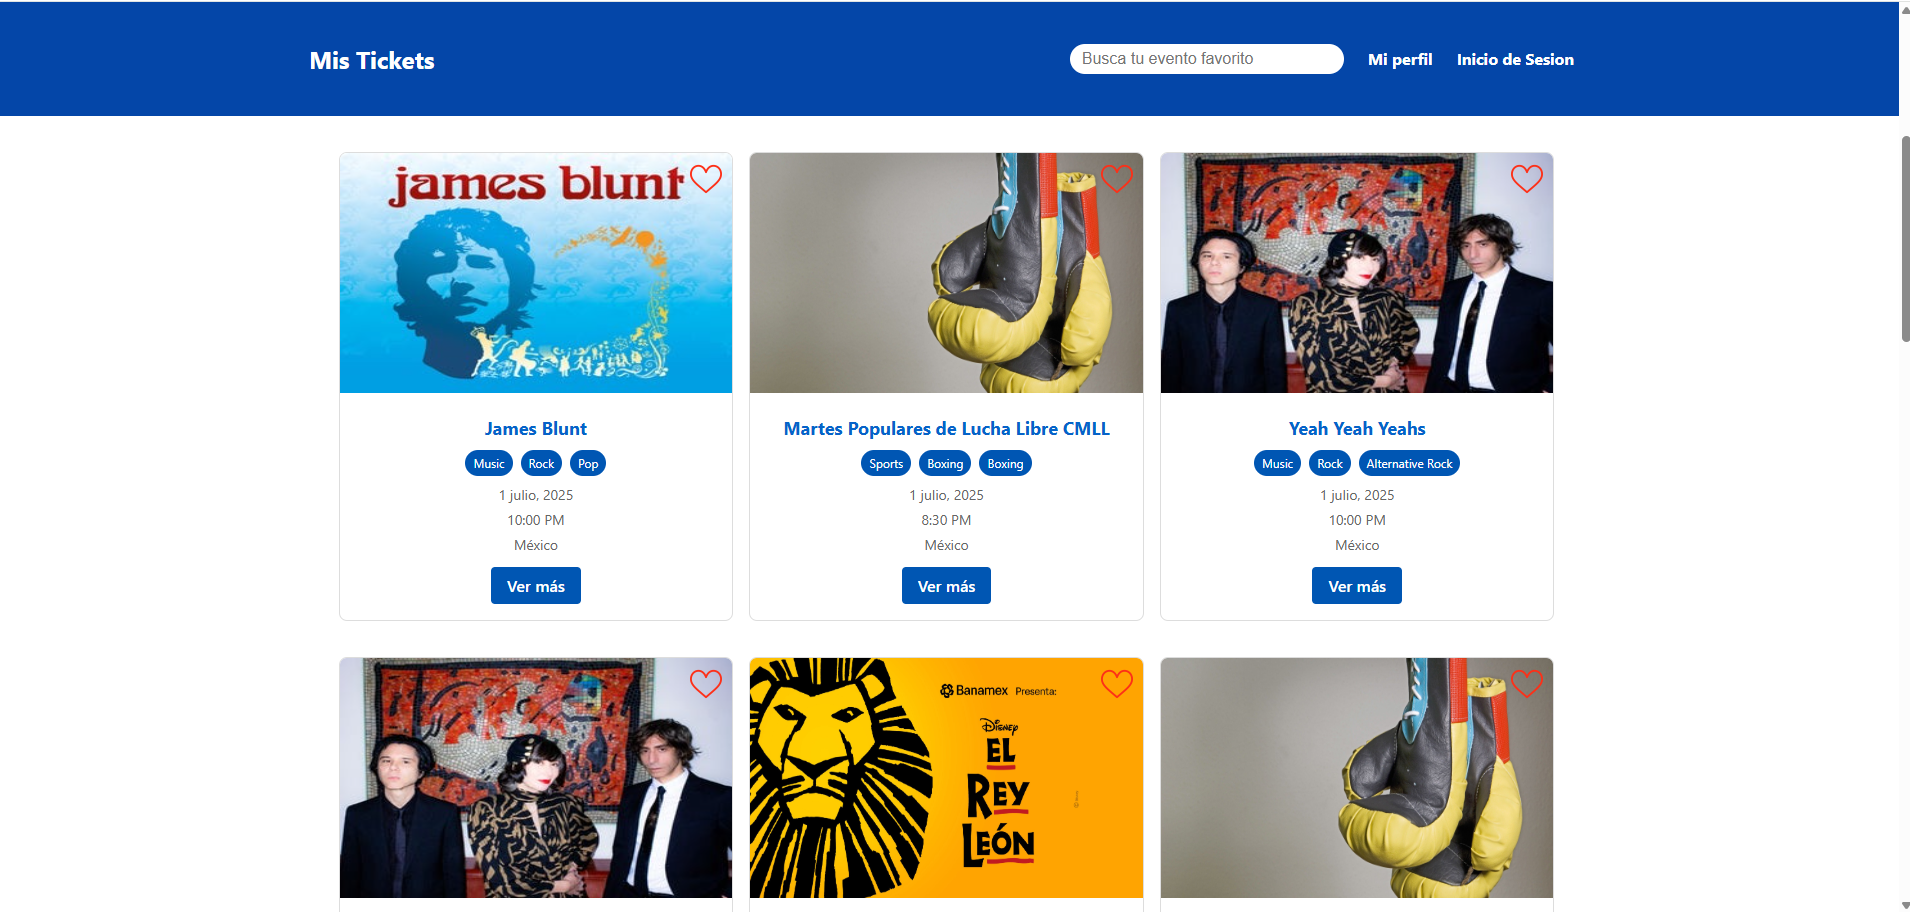 Mis Tickets
Busca tu evento favorito
Mi perfil
Inicio de Sesion
james blunt
James Blunt
Music Rock Pop
1 julio, 2025
10:00 PM
México
Ver más
Martes Populares de Lucha Libre CMLL
Sports Boxing Boxing
1 julio, 2025
8:30 PM
México
Ver más
Yeah Yeah Yeahs
Music Rock Alternative Rock
1 julio, 2025
10:00 PM
México
Ver más
Banamex Presenta:
Disney
EL
REY
LEÓN